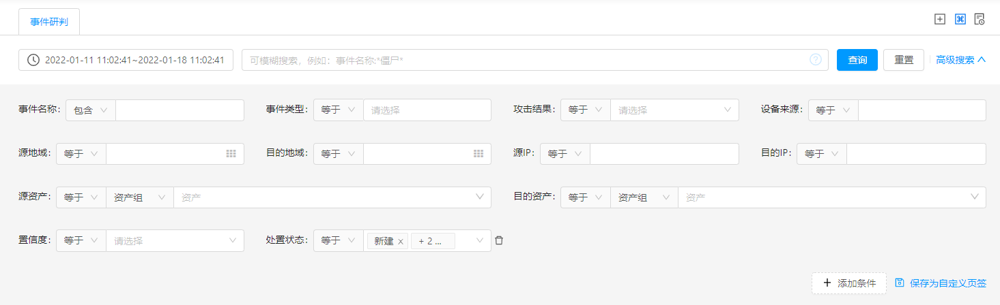 事件研判
2022-01-11 11:02:41~2022-01-18 11:02:41 可模糊搜索，例如：事件名称:*僵尸* 查询 重置 高级搜索
事件名称： 包含 事件类型： 等于 请选择 攻击结果： 等于 请选择 设备来源： 等于
源地域： 等于 目的地域： 等于 源IP： 等于 目的IP： 等于
源资产： 等于 资产组 资产 目的资产： 等于 资产组 资产
置信度： 等于 请选择 处置状态： 等于 新建 x + 2 ...
+ 添加条件 保存为自定义页签